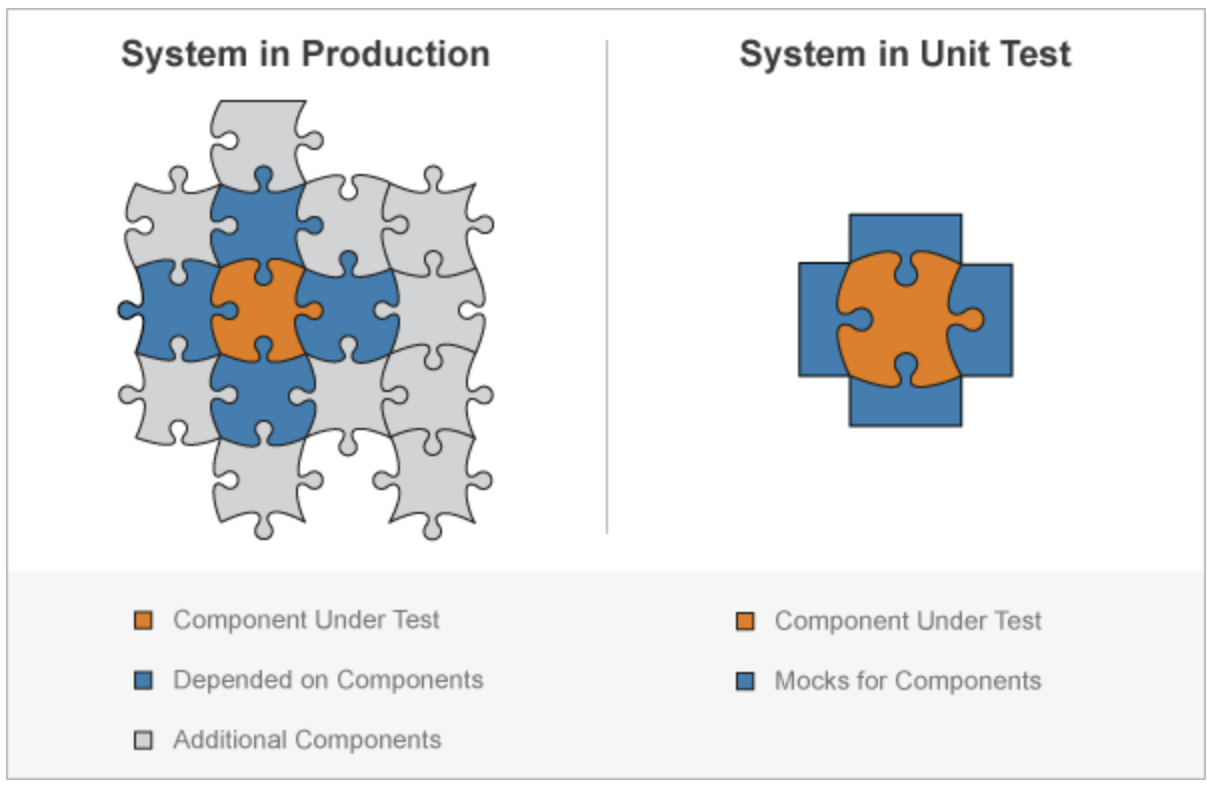 System in Production
System in Unit Test
Component Under Test
Depended on Components
Additional Components
Component Under Test
Mocks for Components